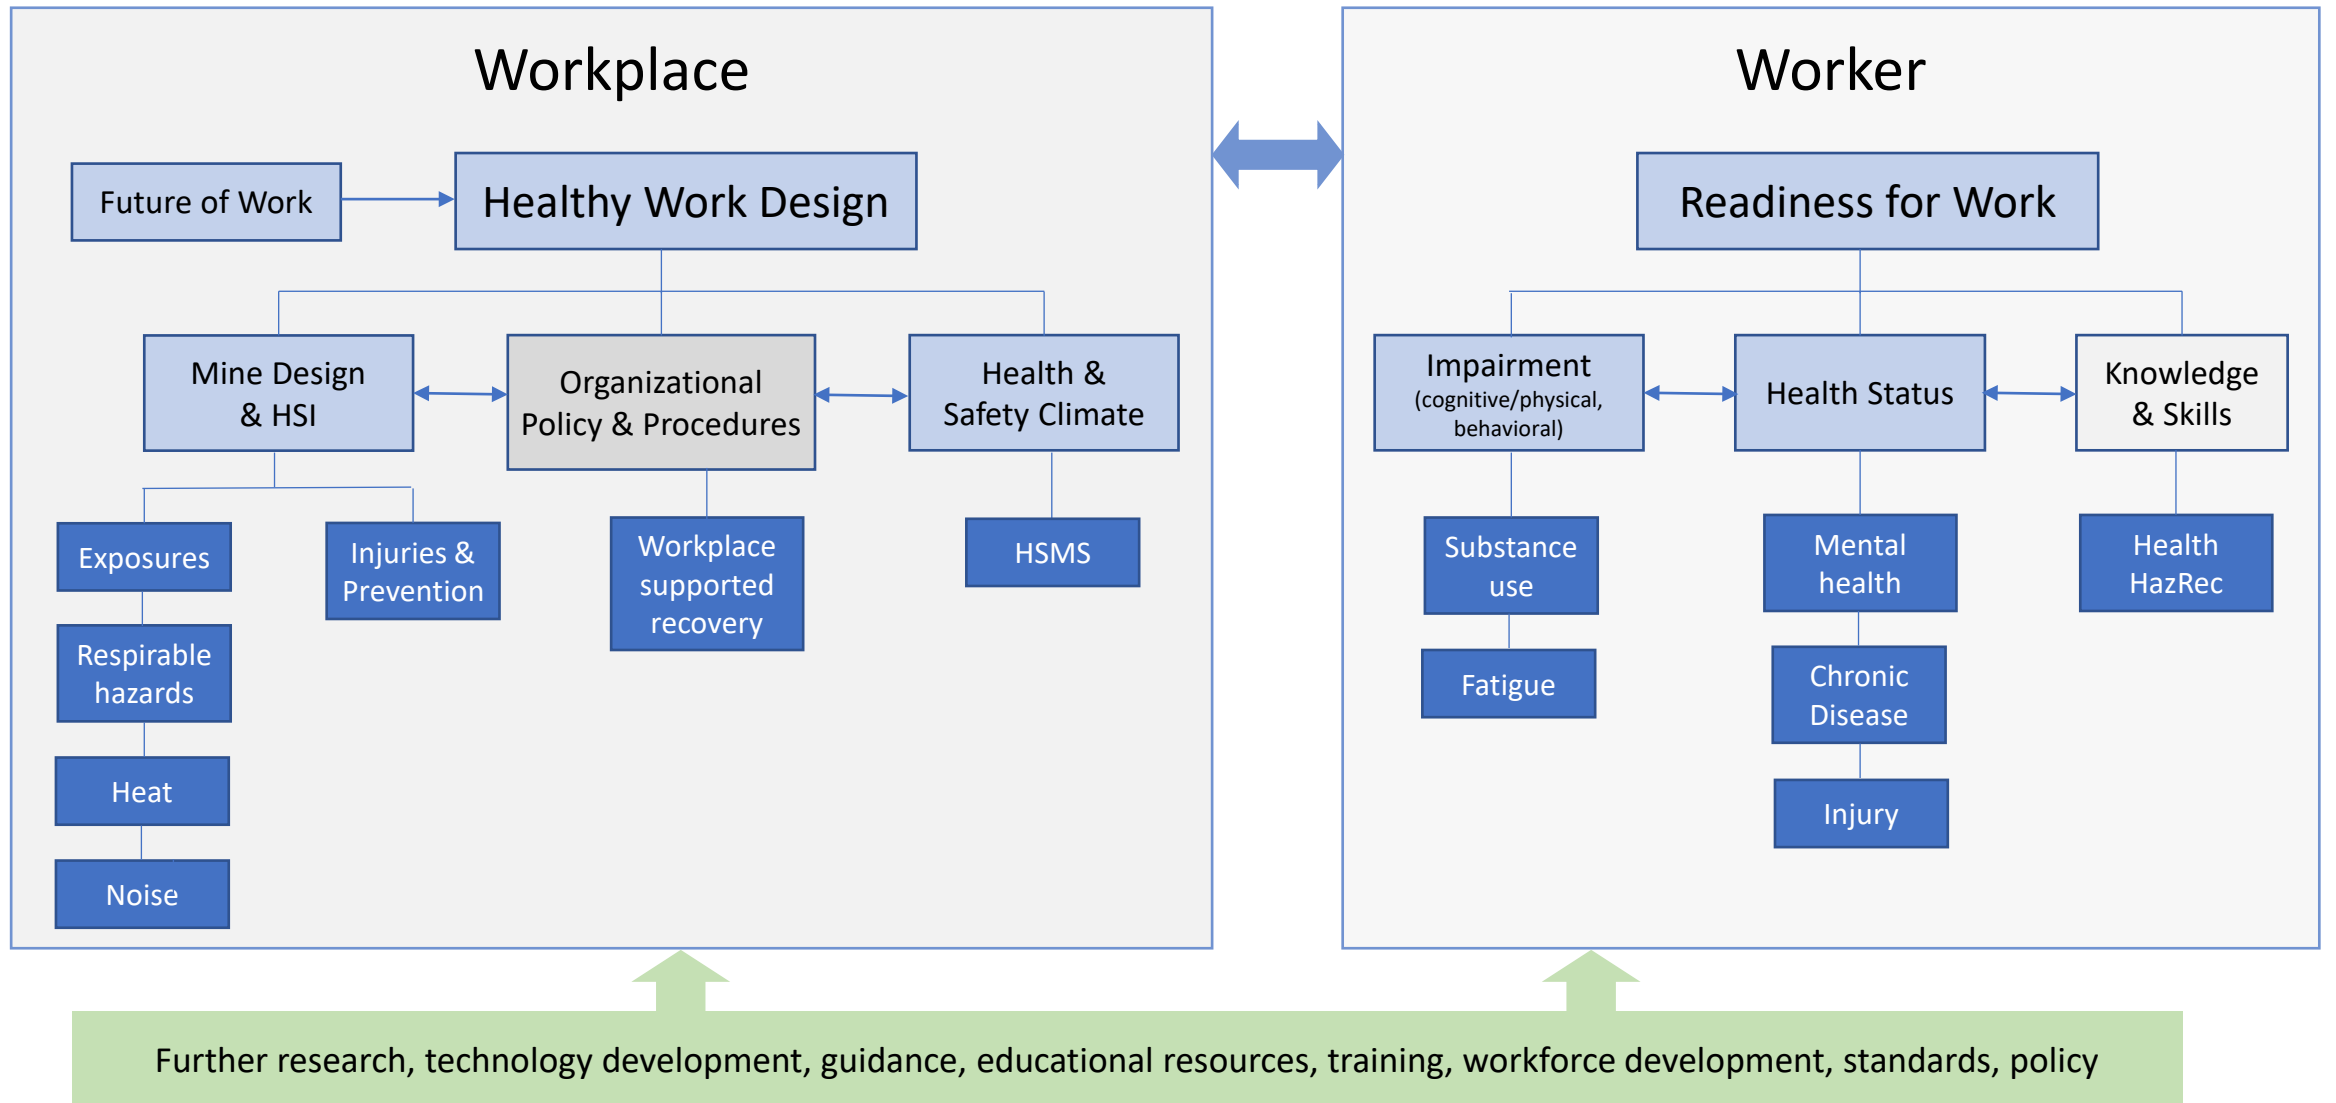 Workplace
Future of Work
Healthy Work Design
Mine Design
& HSI
Organizational
Policy & Procedures
Health &
Safety Climate
Exposures
Injuries &
Prevention
Workplace
supported
recovery
HSMS
Respirable
hazards
Heat
Noise
Worker
Readiness for Work
Impairment
(cognitive/physical,
behavioral)
Health Status
Knowledge
& Skills
Substance
use
Fatigue
Mental
health
Chronic
Disease
Injury
Health
HazRec
Further research, technology development, guidance, educational resources, training, workforce development, standards, policy